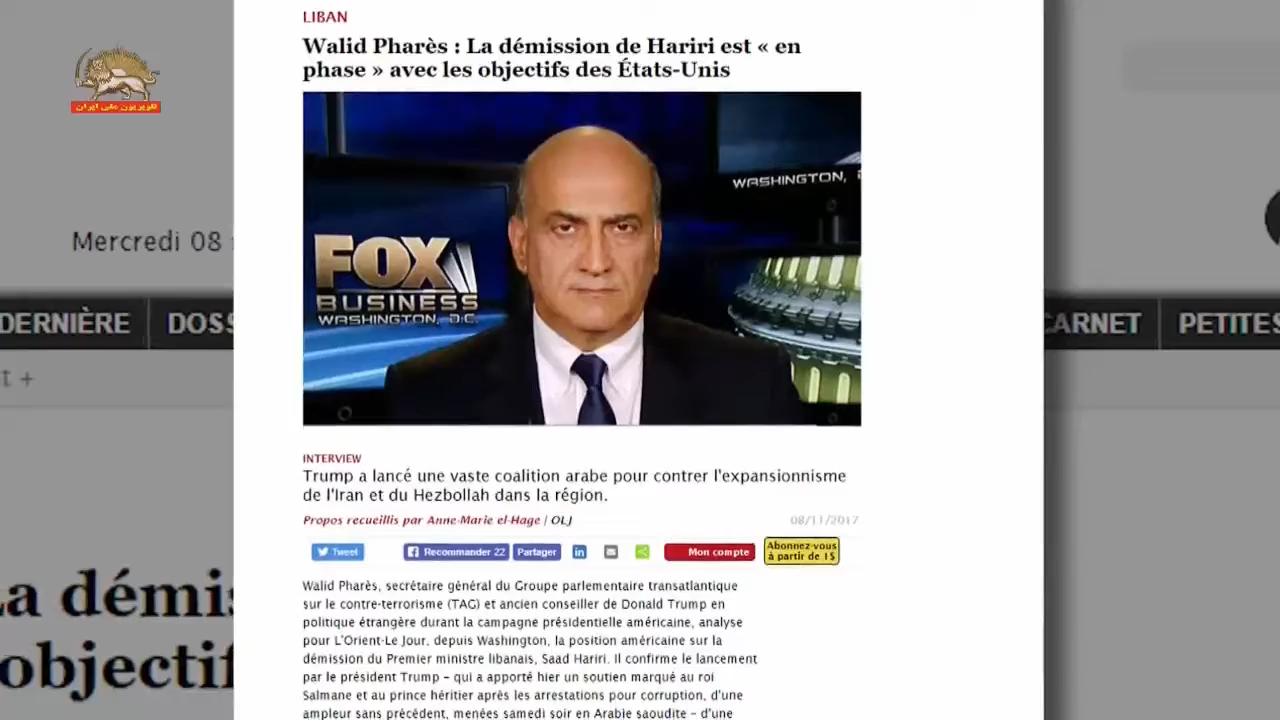 LIBAN
Walid Pharès : La démission de Hariri est « en
phase » avec les objectifs des États-Unis
تلویزیون ملی ایران
WASHINGTON,
FOX
BUSINESS
WASHINGTON, D.C.
Mercredi 08
DERNIÈRE
DOSS
CARNET
PETITES
t +
INTERVIEW
Trump a lancé une vaste coalition arabe pour contrer l'expansionnisme
de l'Iran et du Hezbollah dans la région.
Propos recueillis par Anne-Marie el-Hage | OLJ
08/11/2017
Tweet
Recommander 22
Partager
in
Mon compte
Abonnez-vous
à partir de 1$
Walid Pharès, secrétaire général du Groupe parlementaire transatlantique
sur le contre-terrorisme (TAG) et ancien conseiller de Donald Trump en
politique étrangère durant la campagne présidentielle américaine, analyse
pour L'Orient-Le Jour, depuis Washington, la position américaine sur la
démission du Premier ministre libanais, Saad Hariri. Il confirme le lancement
par le président Trump – qui a apporté hier un soutien marqué au roi
Salmane et au prince héritier après les arrestations pour corruption, d'une
ampleur sans précédent, menées samedi soir en Arabie saoudite – d'une
La démis
objectif